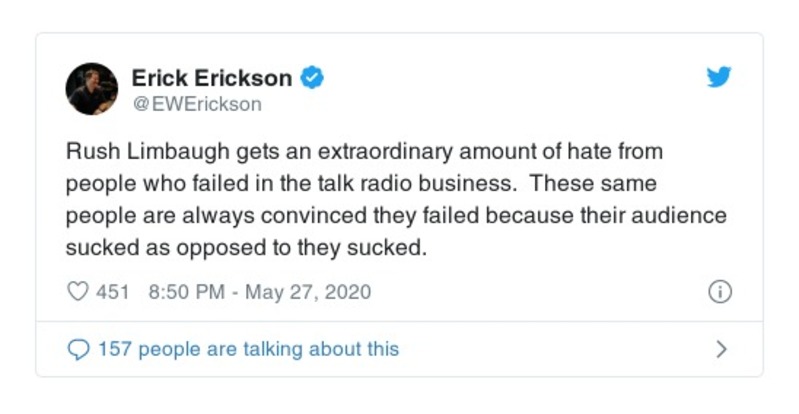 Erick Erickson
@EWErickson
Rush Limbaugh gets an extraordinary amount of hate from
people who failed in the talk radio business.  These same
people are always convinced they failed because their audience
sucked as opposed to they sucked.
451 8:50 PM - May 27, 2020
157 people are talking about this